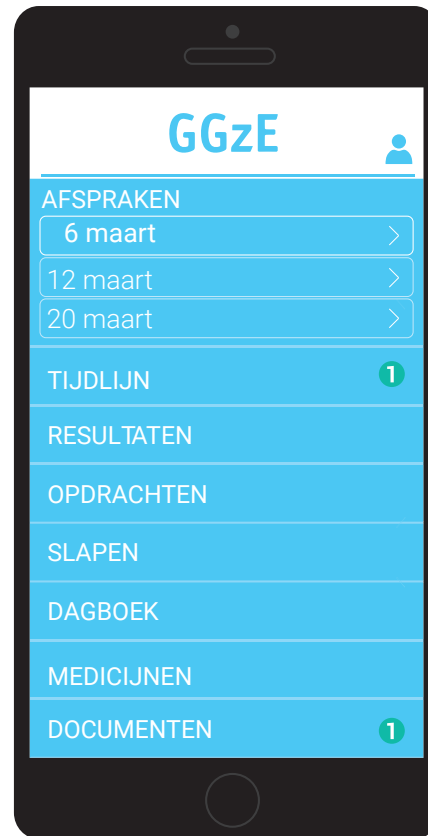 GGzE
AFSPRAKEN
6 maart
12 maart
20 maart
TIJDLIJN 1
RESULTATEN
OPDRACHTEN
SLAPEN
DAGBOEK
MEDICIJNEN
DOCUMENTEN 1